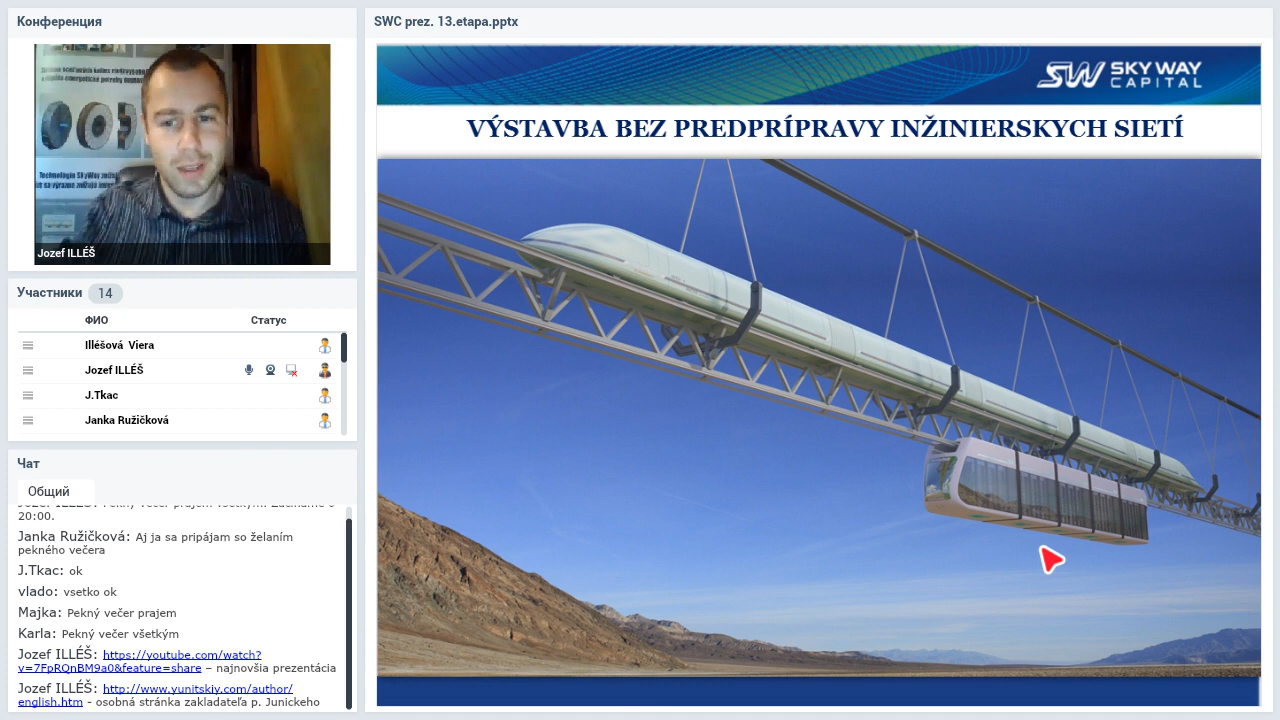 Конференция
Jozef ILLÉŠ
Участники 14
ФИО Статус
Illéšová Viera
Jozef ILLÉŠ
J.Tkac
Janka Ružičková
Чат
Общий
20:00.
Janka Ružičková: Aj ja sa pripájam so želaním
pekného večera
J.Tkac: ok
vlado: vsetko ok
Majka: Pekný večer prajem
Karla: Pekný večer všetkým
Jozef ILLÉŠ: https://youtube.com/watch?
v=7FpRQnBM9a0&feature=share – najnovšia prezentácia
Jozef ILLÉŠ: http://www.yunitskiy.com/author/
english.htm - osobná stránka zakladateľa p. Junickeho
SWC prez. 13.etapa.pptx
SW SKY WAY
CAPITAL
VÝSTAVBA BEZ PREDPRÍPRAVY INŽINIERSKYCH SIETÍ